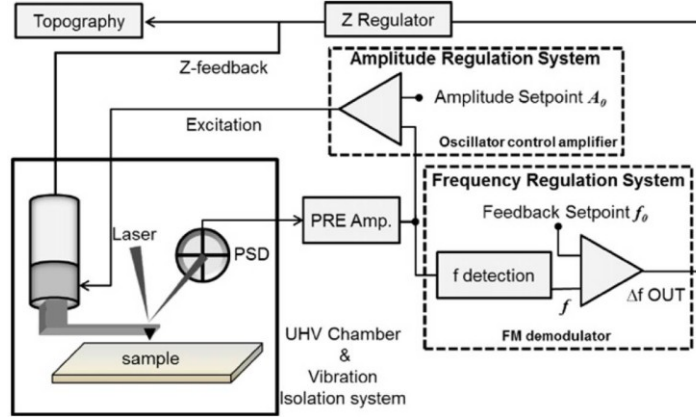 Topography
Z Regulator
Z-feedback
Amplitude Regulation System
Amplitude Setpoint A₀
Excitation
Oscillator control amplifier
Frequency Regulation System
Feedback Setpoint f₀
Laser
PSD
PRE Amp.
f detection
f
Δf OUT
FM demodulator
sample
UHV Chamber
&
Vibration
Isolation system